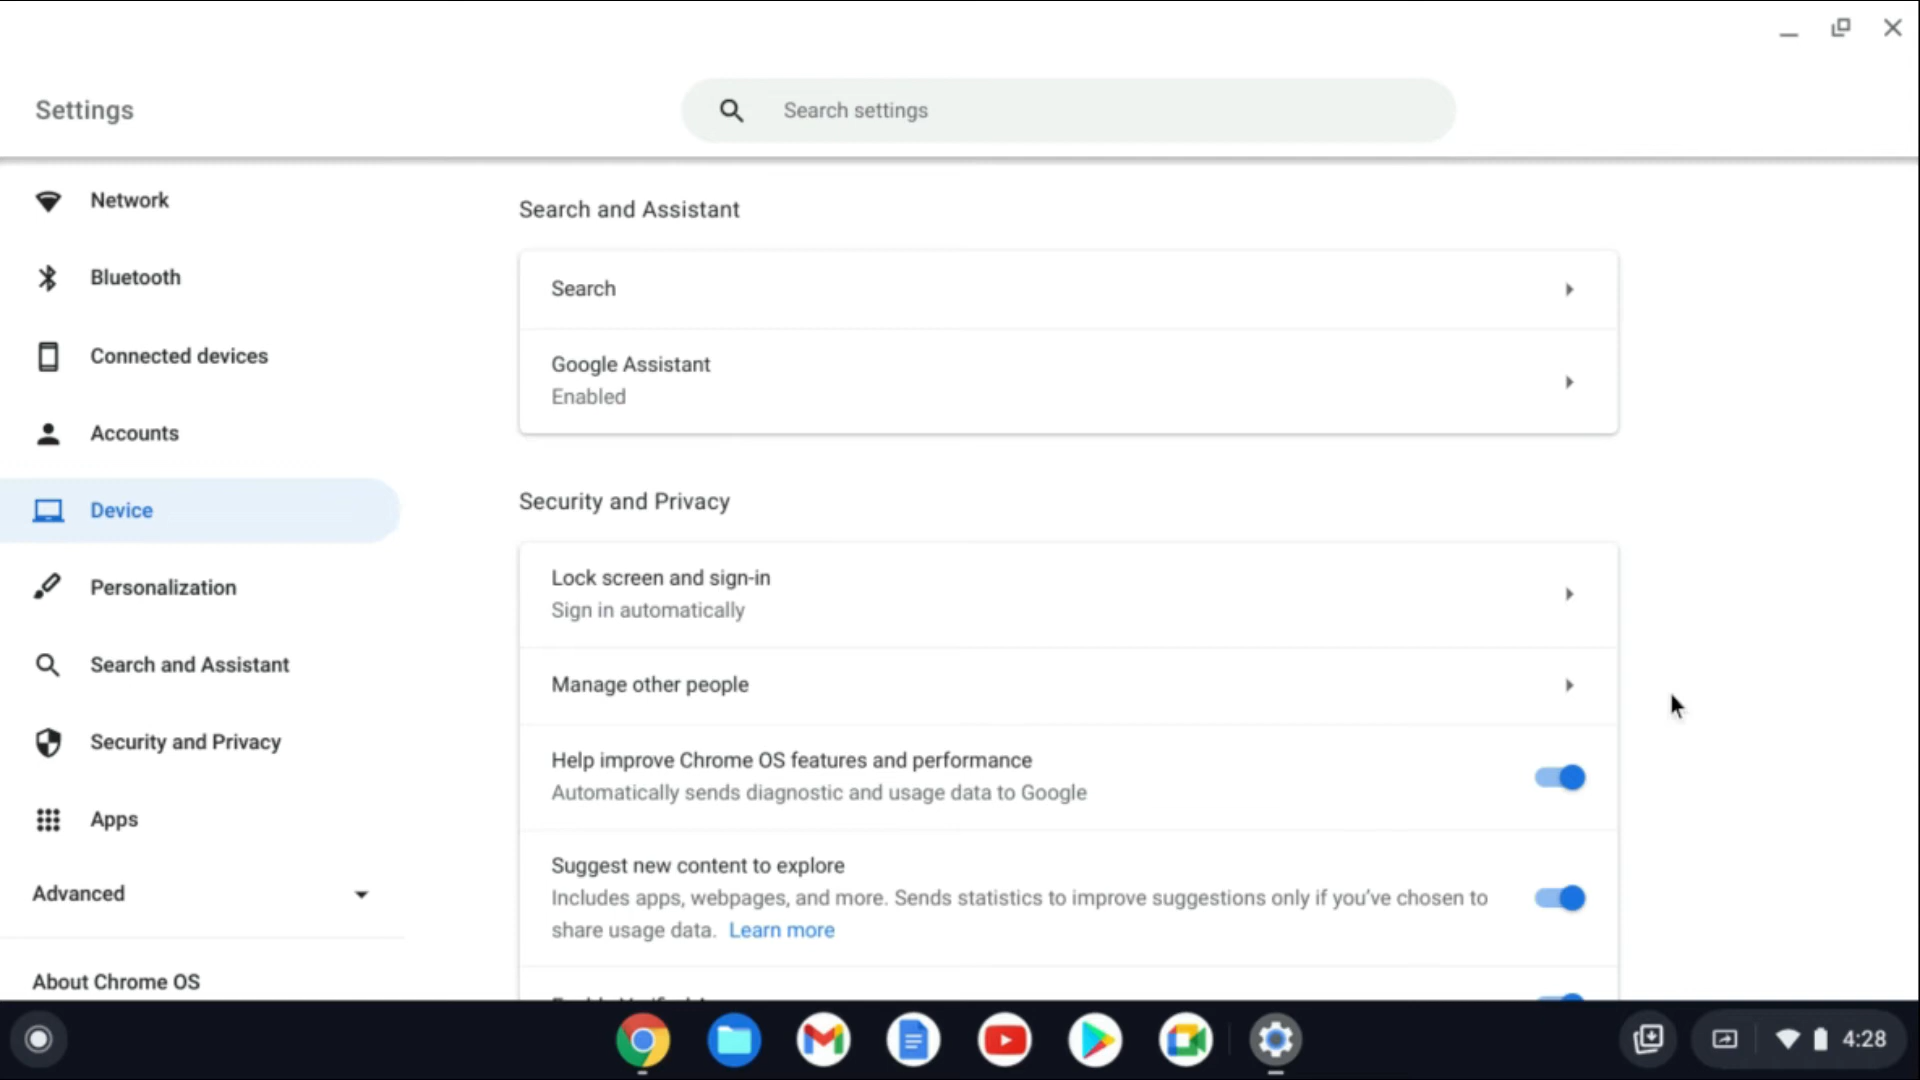 Settings
Search settings
Network
Bluetooth
Connected devices
Accounts
Device
Personalization
Search and Assistant
Security and Privacy
Apps
Advanced
About Chrome OS
Search and Assistant
Search
Google Assistant
Enabled
Security and Privacy
Lock screen and sign-in
Sign in automatically
Manage other people
Help improve Chrome OS features and performance
Automatically sends diagnostic and usage data to Google
Suggest new content to explore
Includes apps, webpages, and more. Sends statistics to improve suggestions only if you've chosen to
share usage data. Learn more
4:28